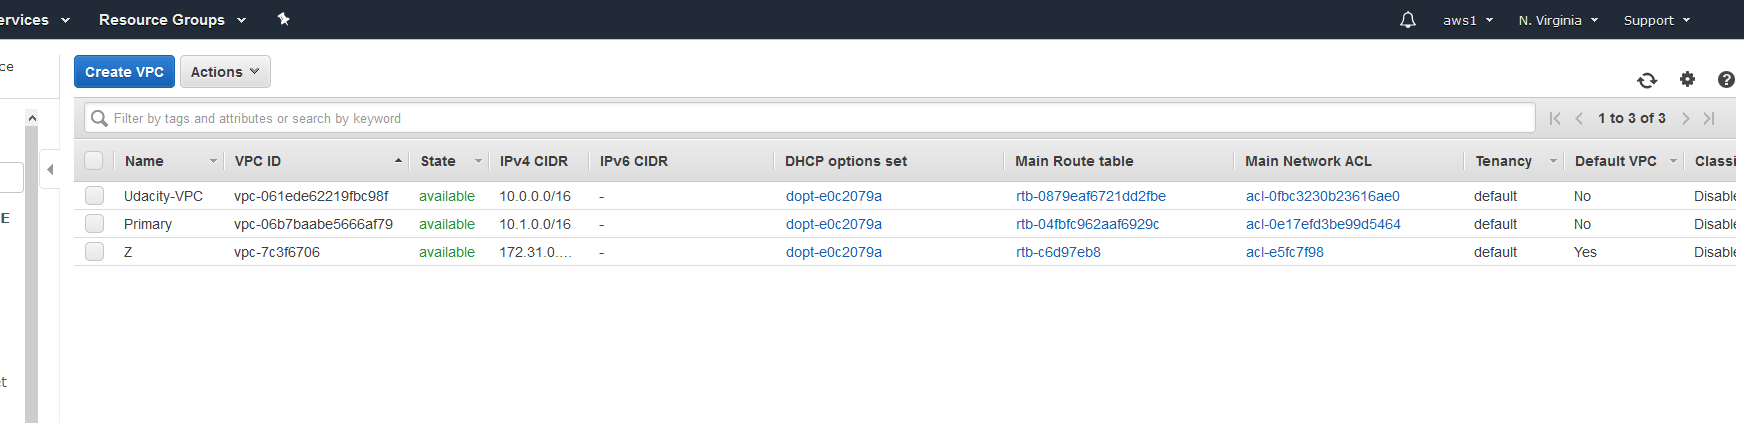 ervices Resource Groups aws1 N. Virginia Support
ce
Create VPC Actions
Filter by tags and attributes or search by keyword 1 to 3 of 3
Name VPC ID State IPv4 CIDR IPv6 CIDR DHCP options set Main Route table Main Network ACL Tenancy Default VPC Classi
Udacity-VPC vpc-061ede62219fbc98f available 10.0.0.0/16 - dopt-e0c2079a rtb-0879eaf6721dd2fbe acl-0fbc3230b23616ae0 default No Disable
E
Primary vpc-06b7baabe5666af79 available 10.1.0.0/16 - dopt-e0c2079a rtb-04fbfc962aaf6929c acl-0e17efd3be99d5464 default No Disable
Z vpc-7c3f6706 available 172.31.0.... - dopt-e0c2079a rtb-c6d97eb8 acl-e5fc7f98 default Yes Disable
et